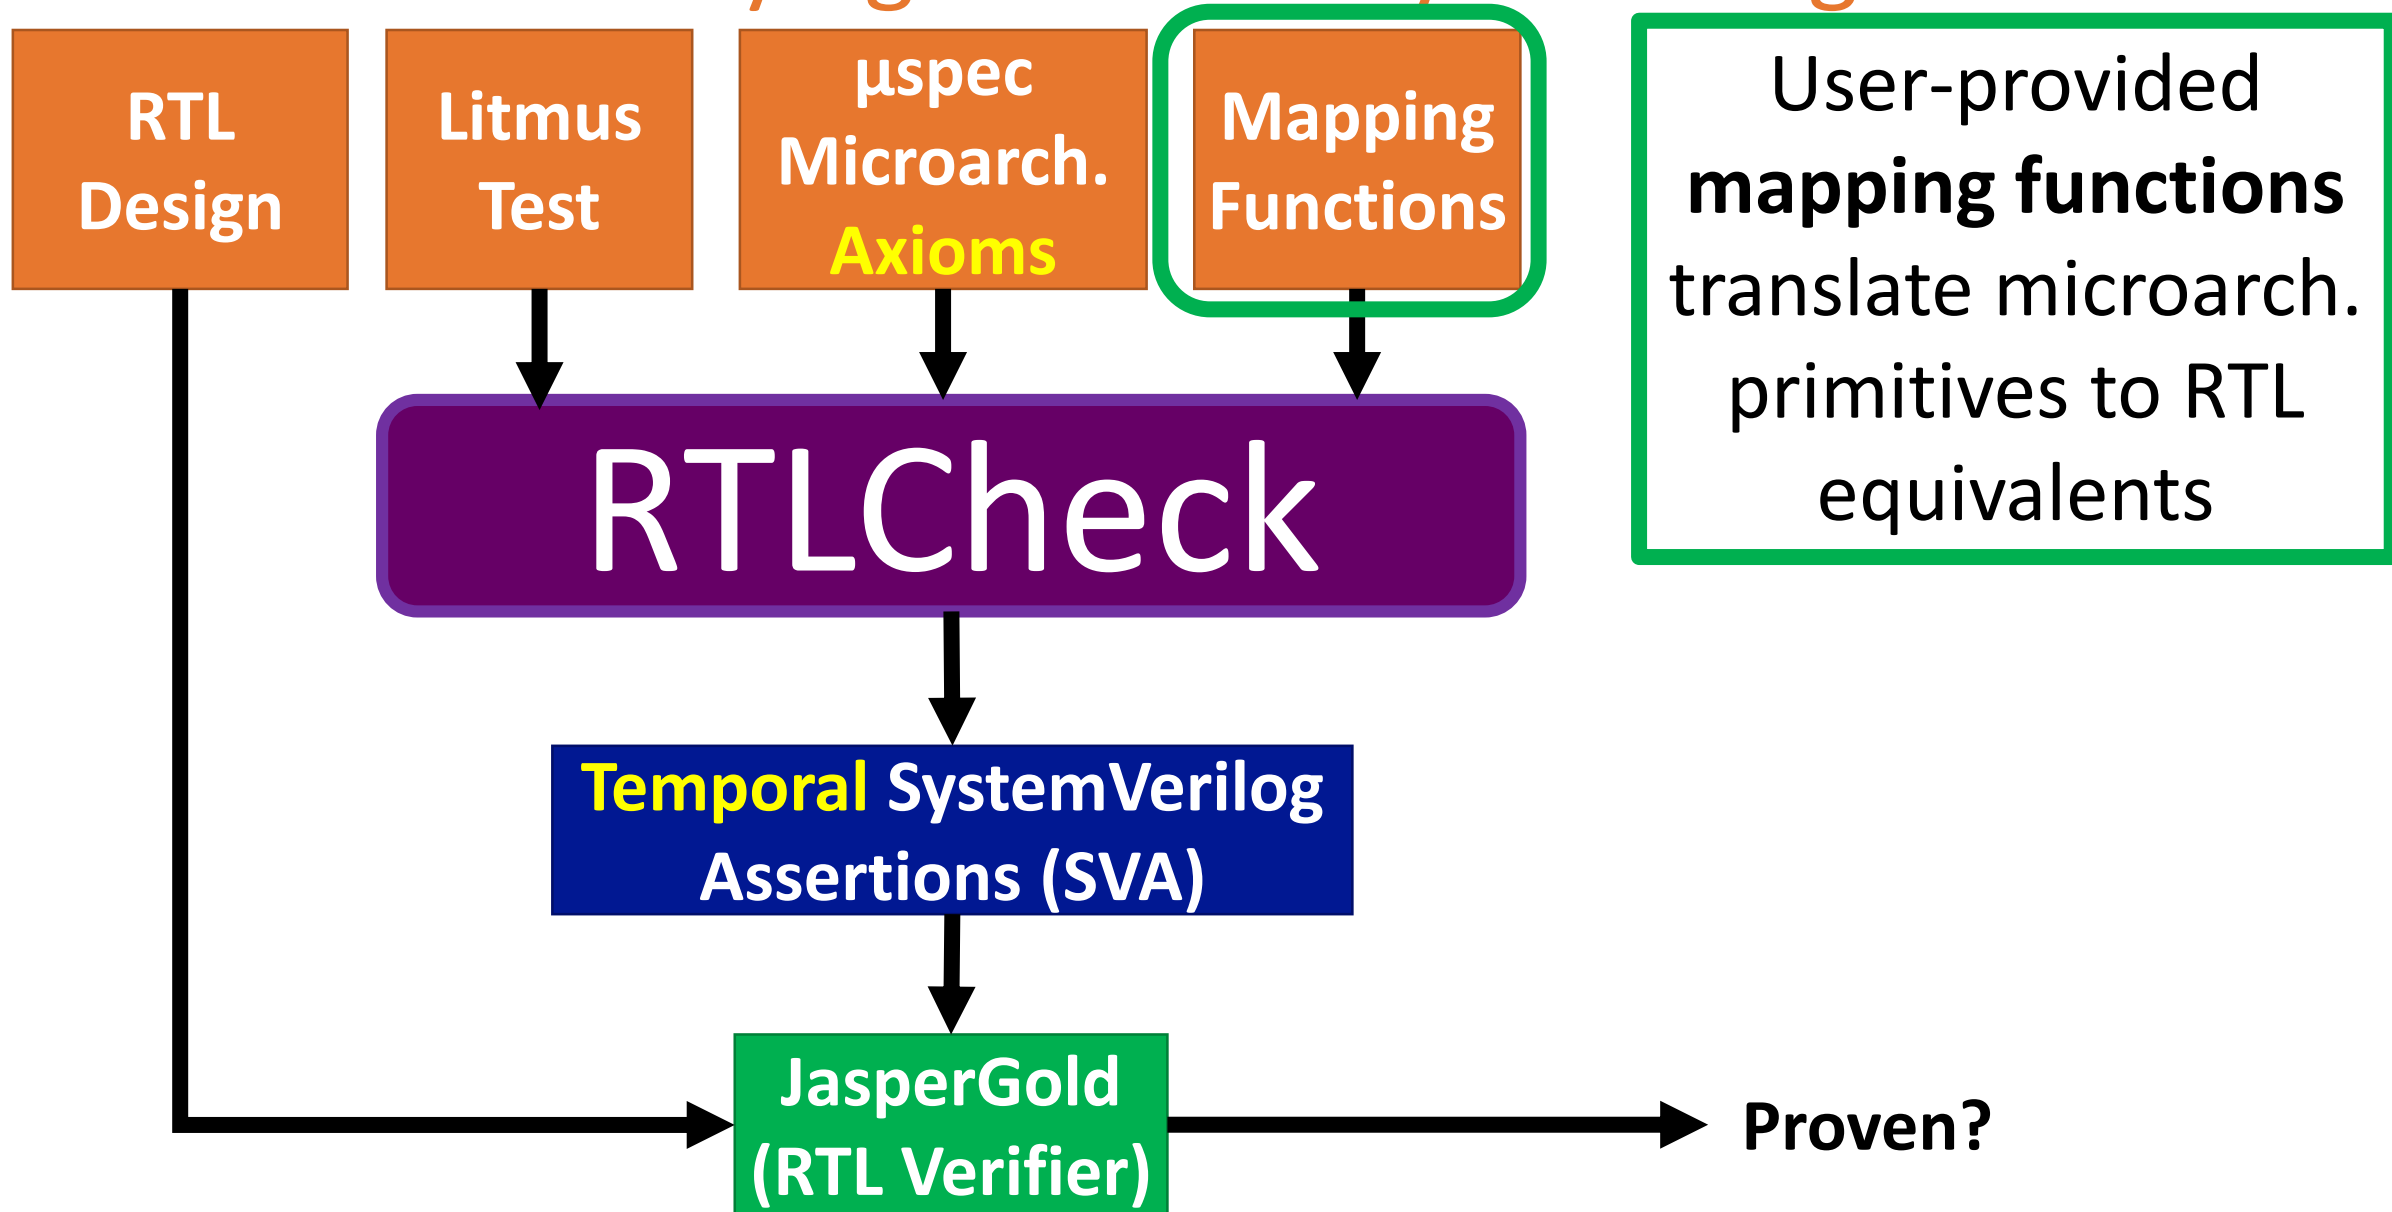 RTL
Design
Litmus
Test
μspec
Microarch.
Axioms
Mapping
Functions
User-provided
mapping functions
translate microarch.
primitives to RTL
equivalents
RTLCheck
Temporal SystemVerilog
Assertions (SVA)
JasperGold
(RTL Verifier)
Proven?